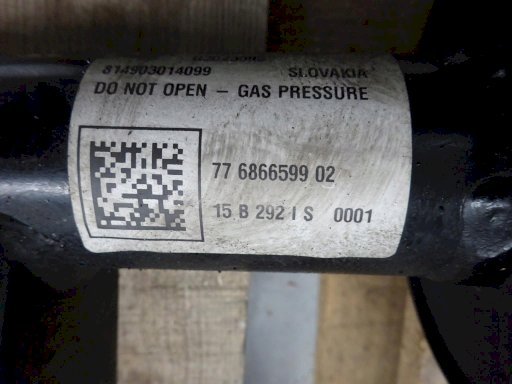 814903014099 SLOVAKIA
DO NOT OPEN – GAS PRESSURE
77 6866599 02
15 B 292 I S 0001